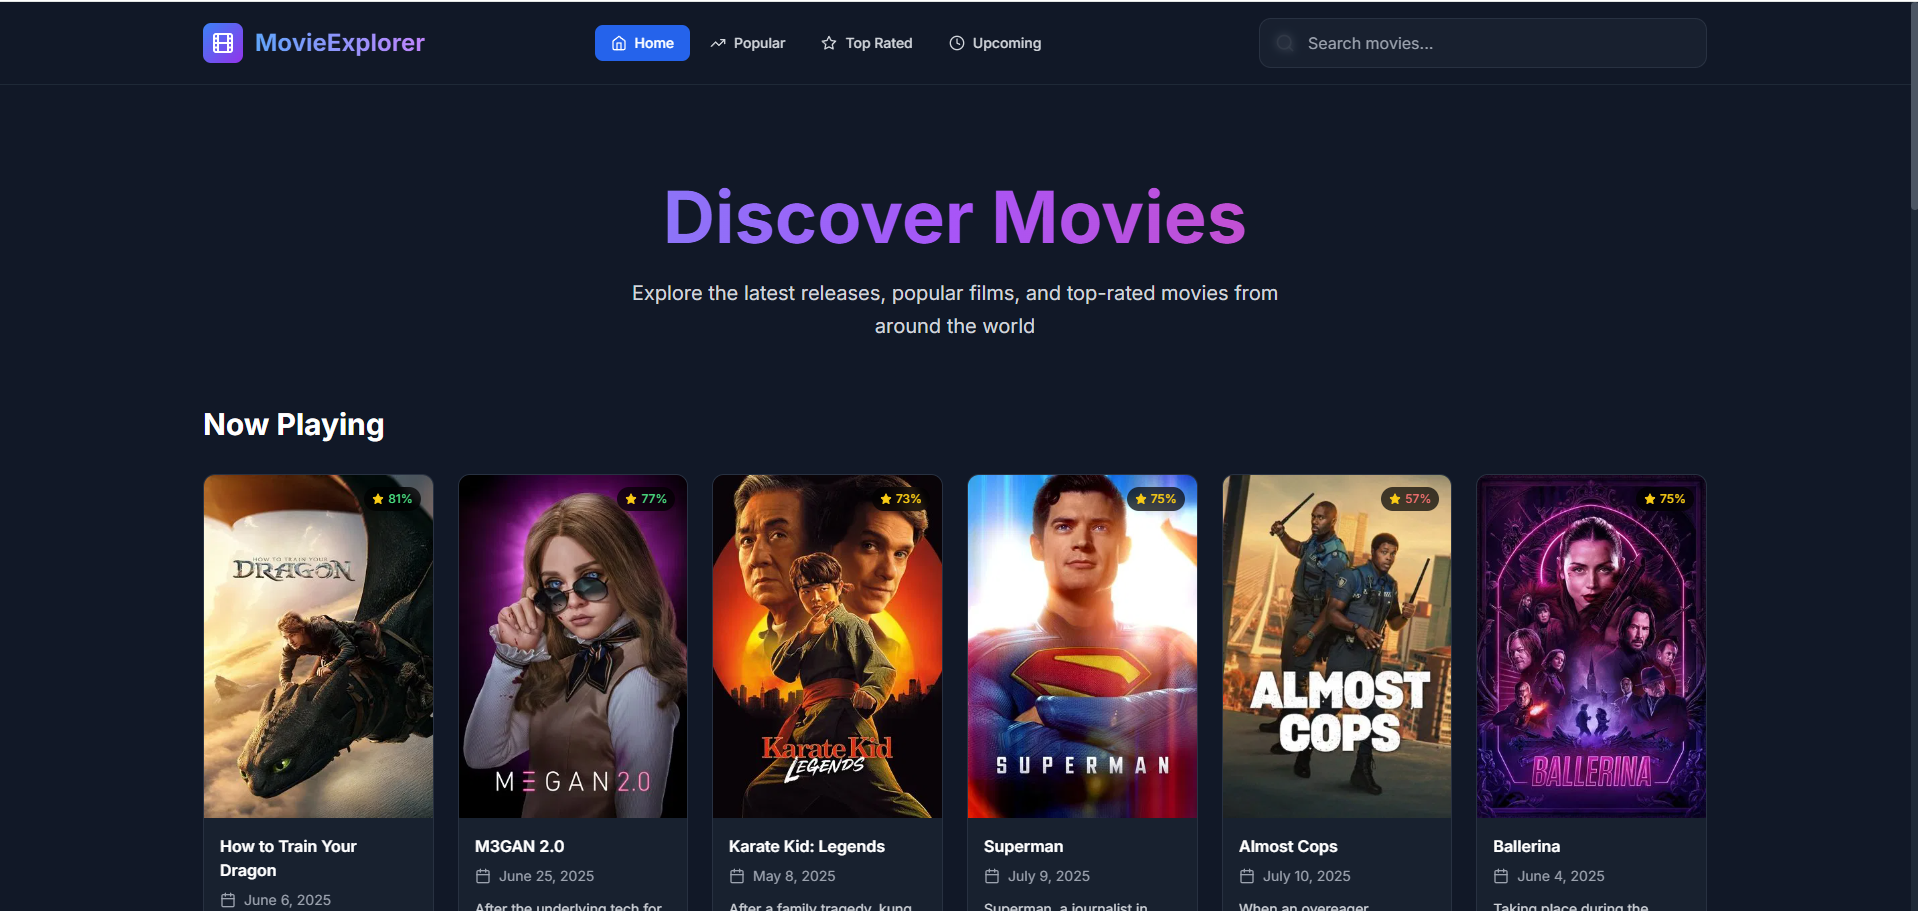 MovieExplorer
Home
Popular
Top Rated
Upcoming
Search movies...
Discover Movies
Explore the latest releases, popular films, and top-rated movies from
around the world
Now Playing
81%
HOW TO TRAIN YOUR
DRAGON
How to Train Your
Dragon
June 6, 2025
77%
M3GAN 2.0
M3GAN 2.0
June 25, 2025
After the underlying tech for
73%
Karate Kid
LEGENDS
Karate Kid: Legends
May 8, 2025
After a family tragedy, kung
75%
SUPERMAN
Superman
July 9, 2025
Superman, a journalist in
57%
ALMOST
COPS
Almost Cops
July 10, 2025
When an overeager
75%
BALLERINA
Ballerina
June 4, 2025
Taking place during the